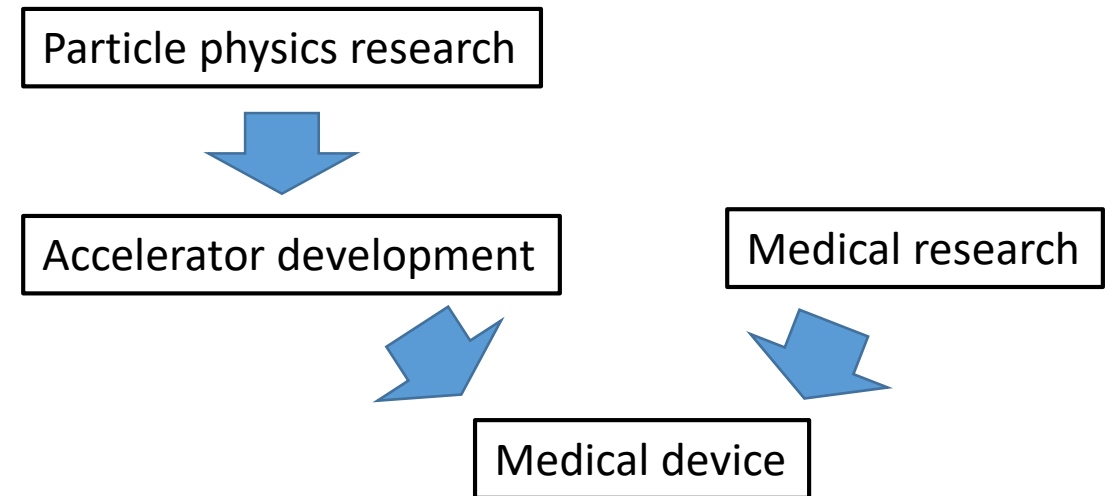 Particle physics research
Accelerator development
Medical research
Medical device